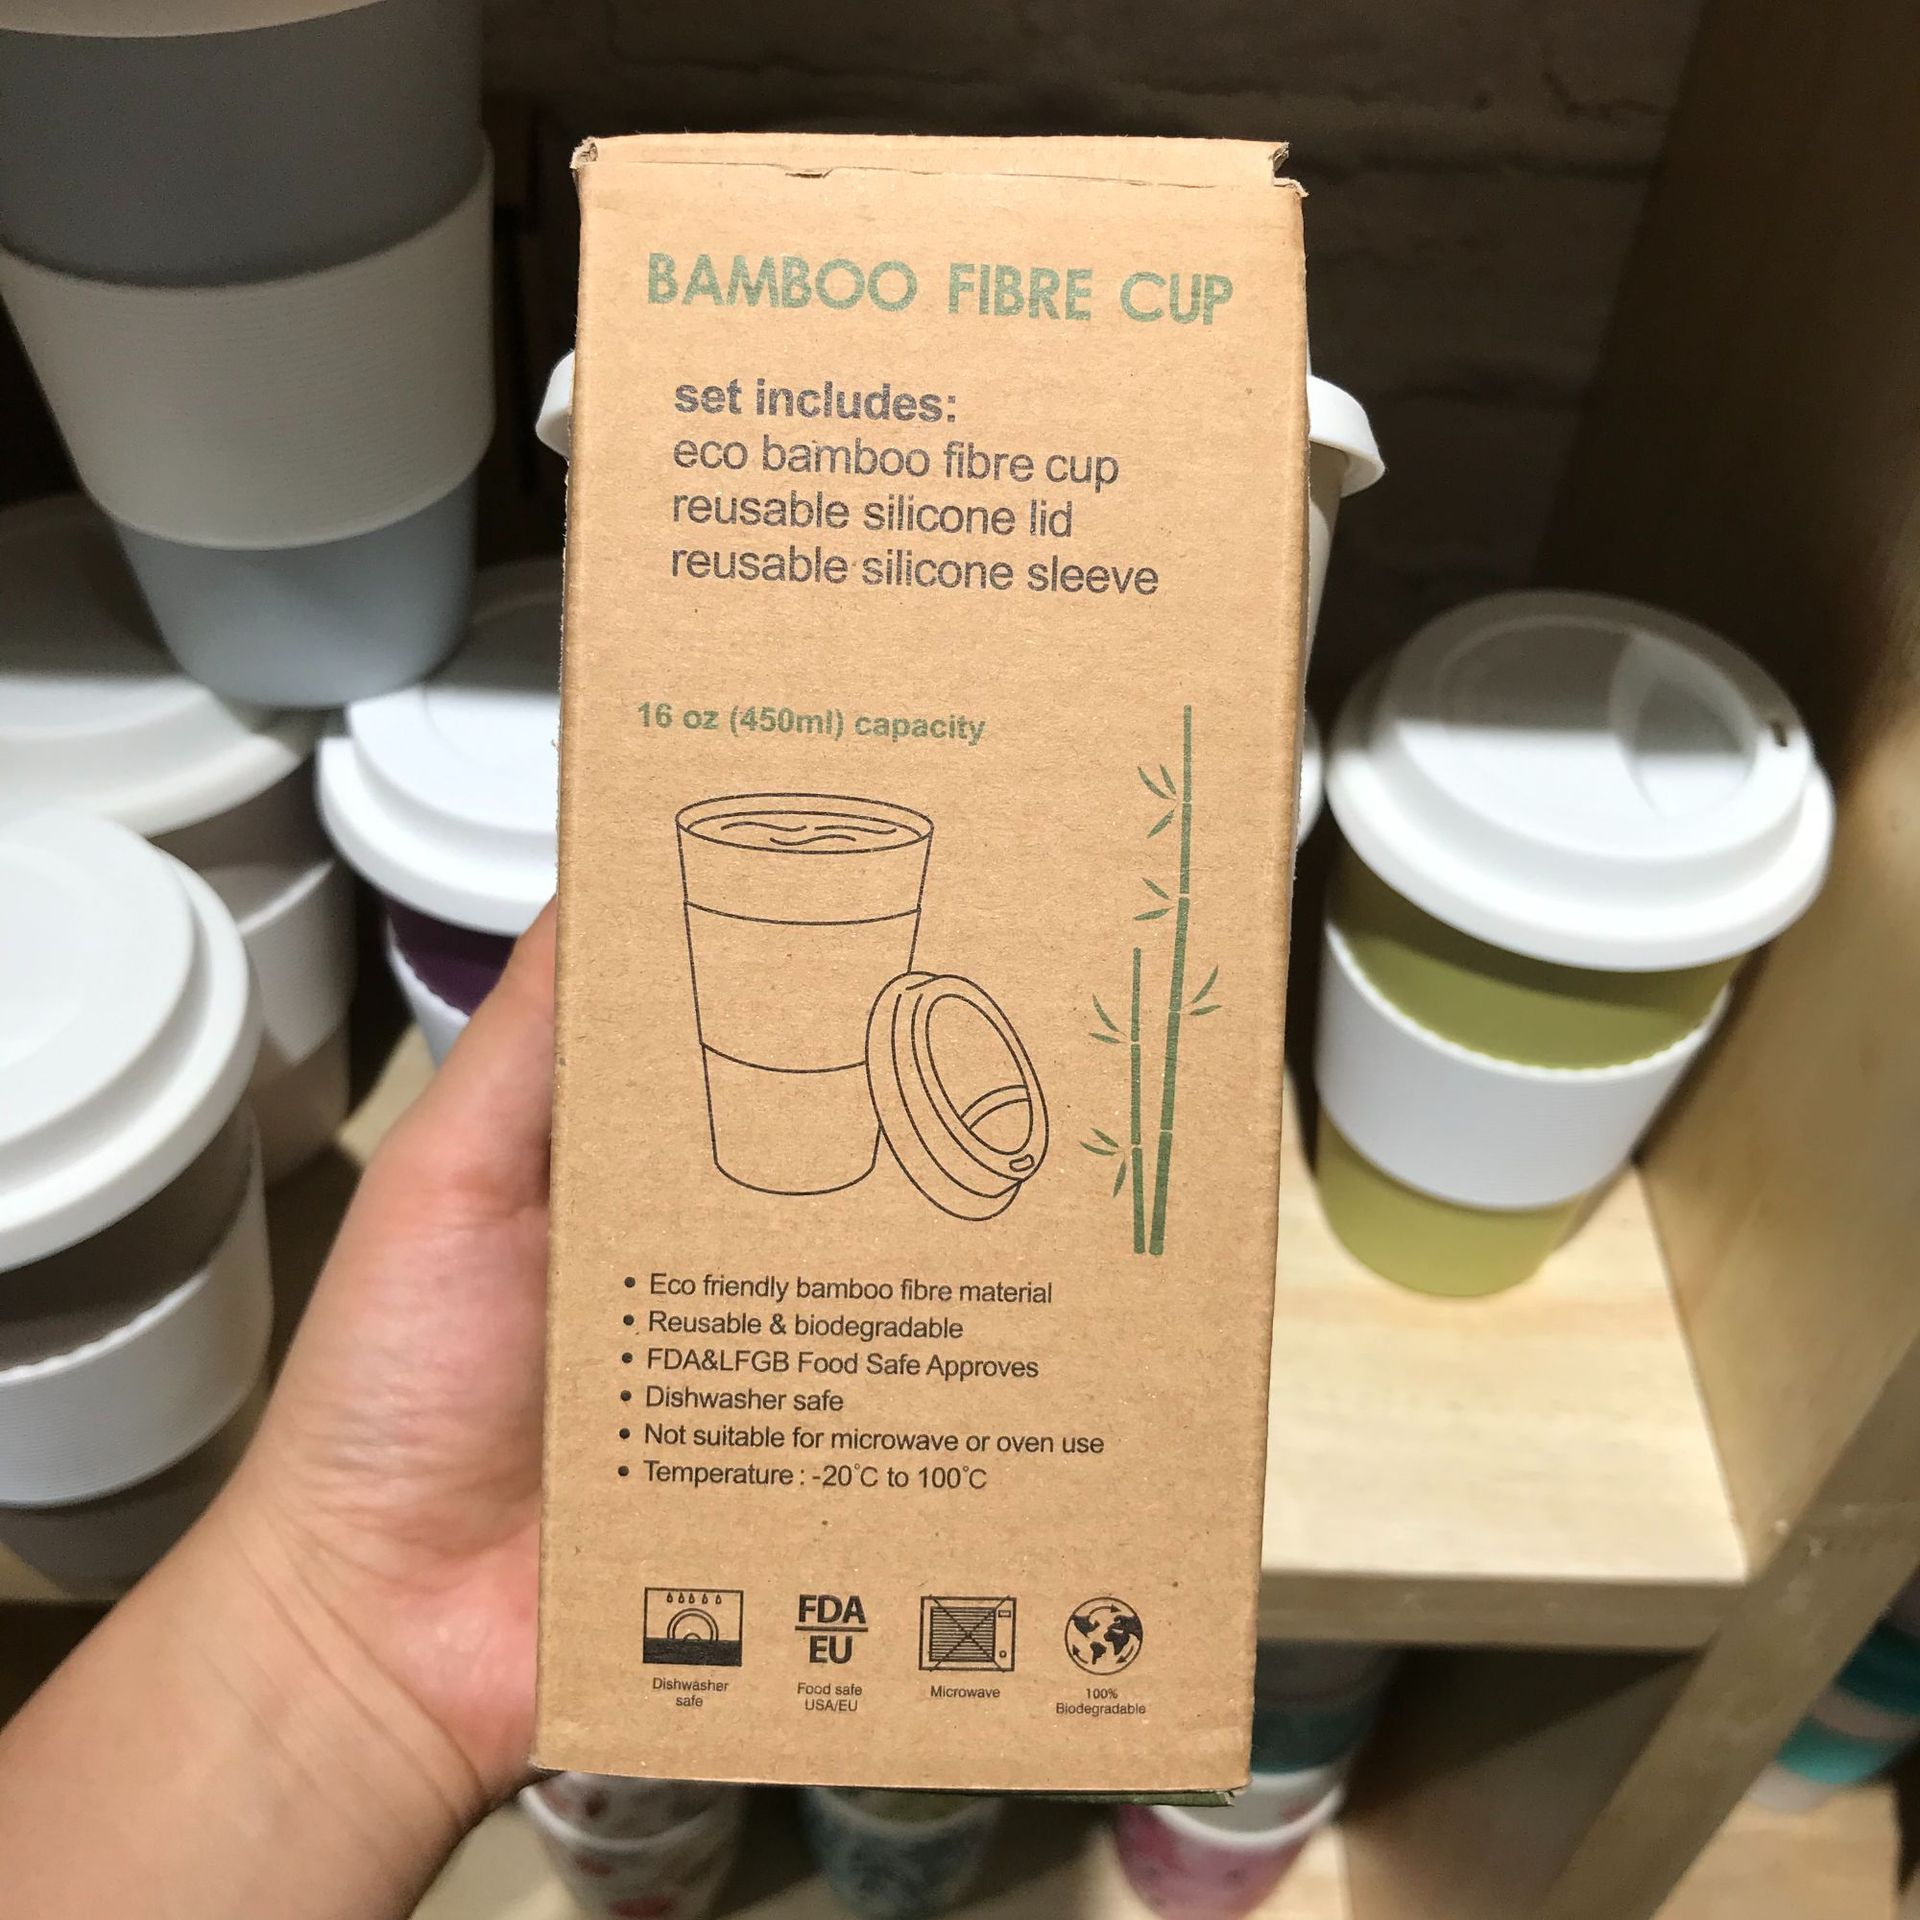 BAMBOO FIBRE CUP
set includes:
eco bamboo fibre cup
reusable silicone lid
reusable silicone sleeve
16 oz (450ml) capacity
• Eco friendly bamboo fibre material
• Reusable & biodegradable
• FDA&LFGB Food Safe Approves
• Dishwasher safe
• Not suitable for microwave or oven use
• Temperature : -20°C to 100°C
FDA
EU
Dishwasher
safe
Food safe
USA/EU
Microwave
100%
Biodegradable